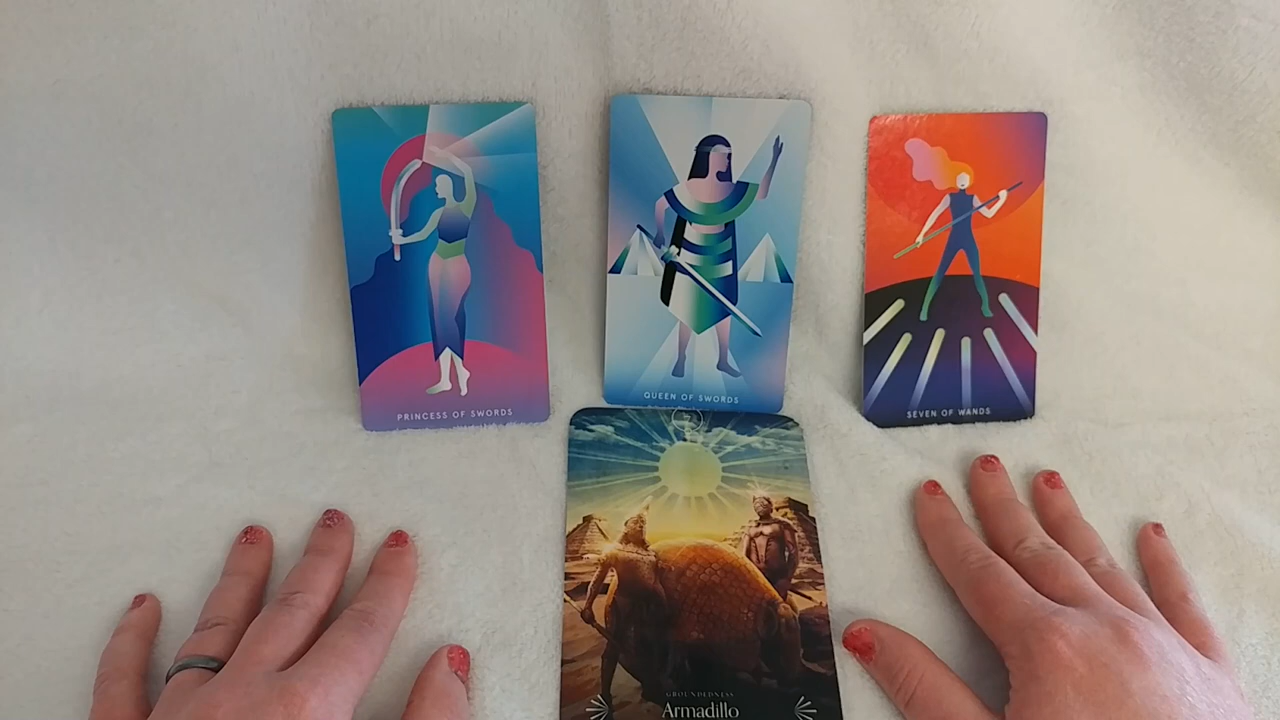 PRINCESS OF SWORDS
QUEEN OF SWORDS
SEVEN OF WANDS
GROUNDEDNESS
Armadillo